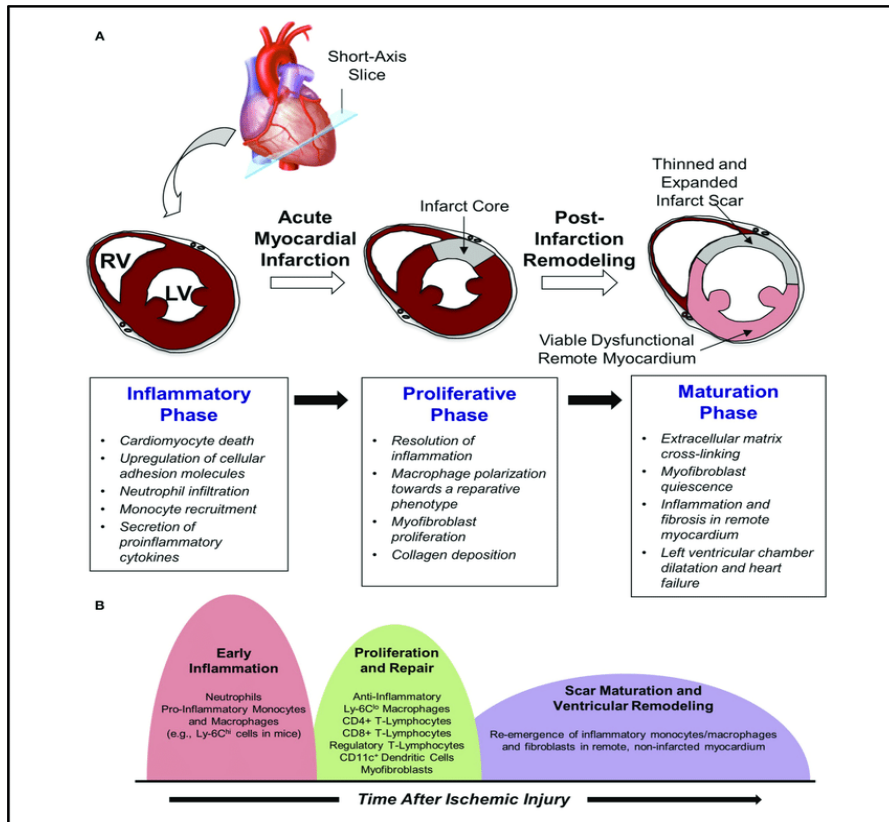 A
Short-Axis
Slice
Thinned and
Expanded
Infarct Scar
Infarct Core
Acute
Myocardial
Infarction
Post-
Infarction
Remodeling
RV
LV
Viable Dysfunctional
Remote Myocardium
Inflammatory
Phase
• Cardiomyocyte death
• Upregulation of cellular
adhesion molecules
• Neutrophil infiltration
• Monocyte recruitment
• Secretion of
proinflammatory
cytokines
Proliferative
Phase
• Resolution of
inflammation
• Macrophage polarization
towards a reparative
phenotype
• Myofibroblast
proliferation
• Collagen deposition
Maturation
Phase
• Extracellular matrix
cross-linking
• Myofibroblast
quiescence
• Inflammation and
fibrosis in remote
myocardium
• Left ventricular chamber
dilatation and heart
failure
B
Early
Inflammation
Neutrophils
Pro-Inflammatory Monocytes
and Macrophages
(e.g., Ly-6Chi cells in mice)
Proliferation
and Repair
Anti-Inflammatory
Ly-6Clo Macrophages
CD4+ T-Lymphocytes
CD8+ T-Lymphocytes
Regulatory T-Lymphocytes
CD11c+ Dendritic Cells
Myofibroblasts
Scar Maturation and
Ventricular Remodeling
Re-emergence of inflammatory monocytes/macrophages
and fibroblasts in remote, non-infarcted myocardium
Time After Ischemic Injury